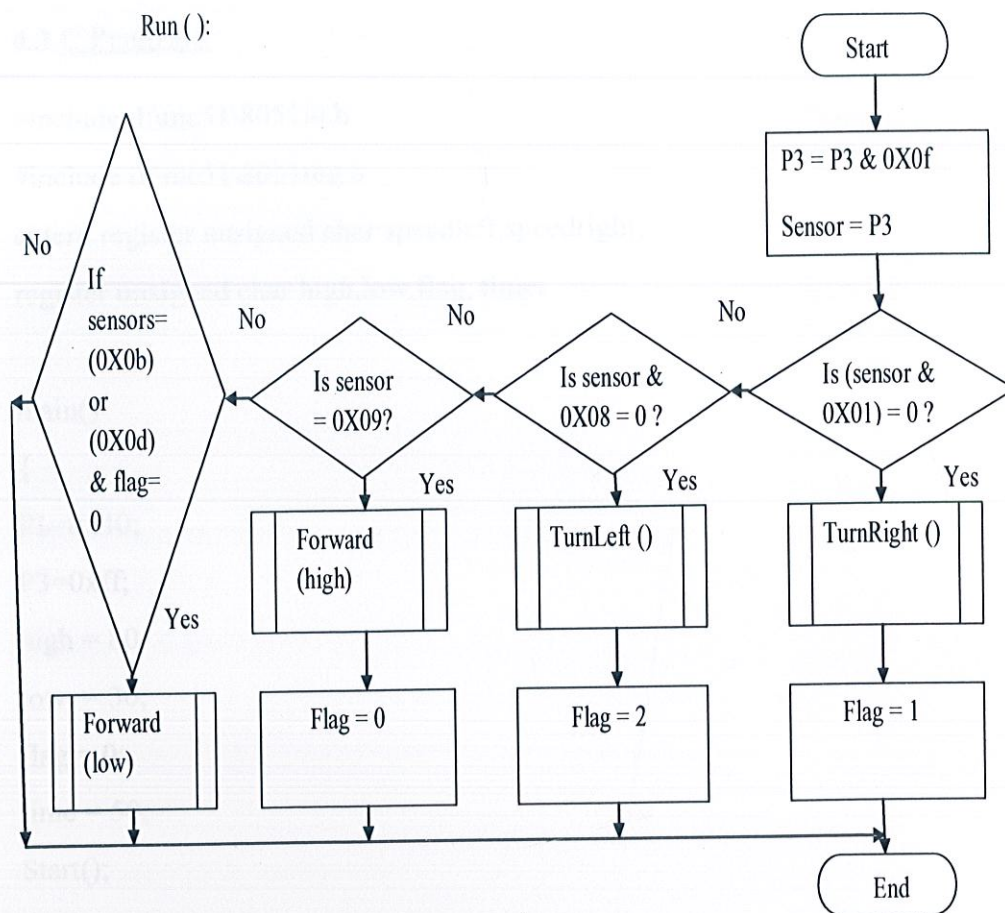 Run ( ):
Start
P3 = P3 & 0X0f
Sensor = P3
Is (sensor &
0X01) = 0 ?
No
Yes
TurnRight ()
Flag = 1
Is sensor &
0X08 = 0 ?
No
Yes
TurnLeft ()
Flag = 2
Is sensor
= 0X09?
No
Yes
Forward
(high)
Flag = 0
If
sensors=
(0X0b)
or
(0X0d)
& flag=
0
No
Yes
Forward
(low)
End
Start();